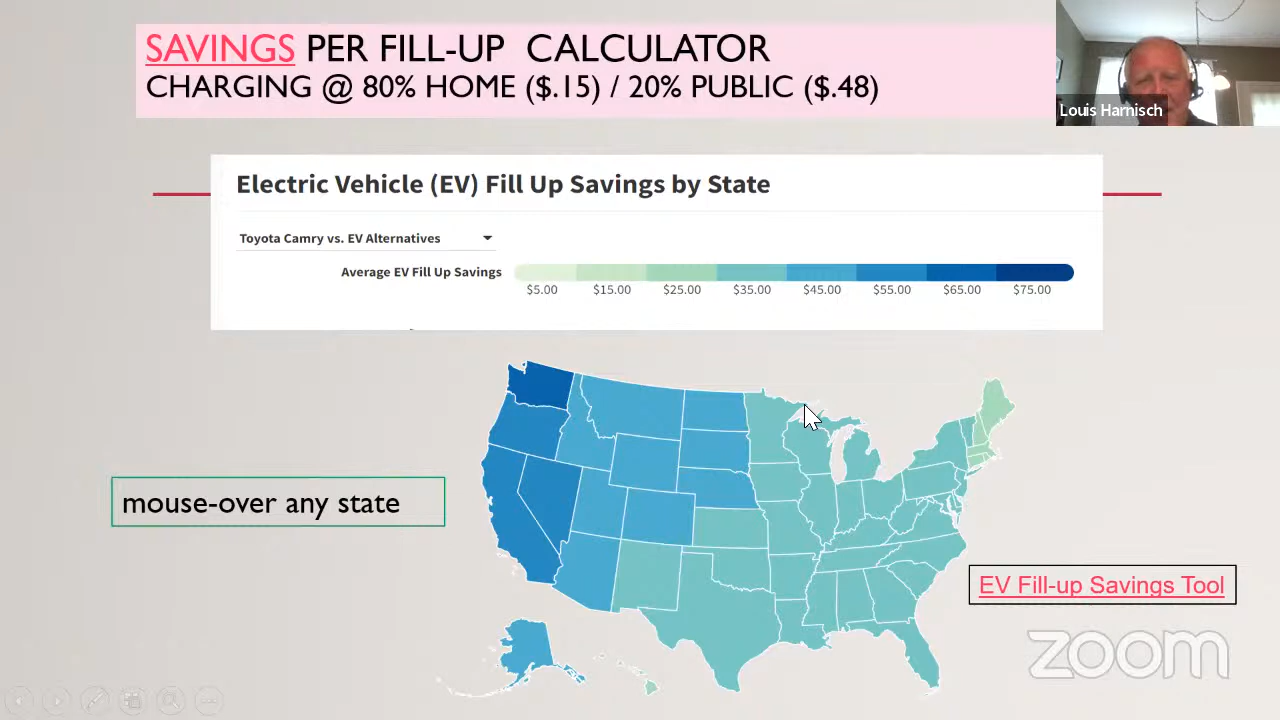 SAVINGS PER FILL-UP CALCULATOR
CHARGING @ 80% HOME ($.15) / 20% PUBLIC ($.48)
Louis Harnisch
Electric Vehicle (EV) Fill Up Savings by State
Toyota Camry vs. EV Alternatives
Average EV Fill Up Savings
$5.00 $15.00 $25.00 $35.00 $45.00 $55.00 $65.00 $75.00
mouse-over any state
EV Fill-up Savings Tool
zoom